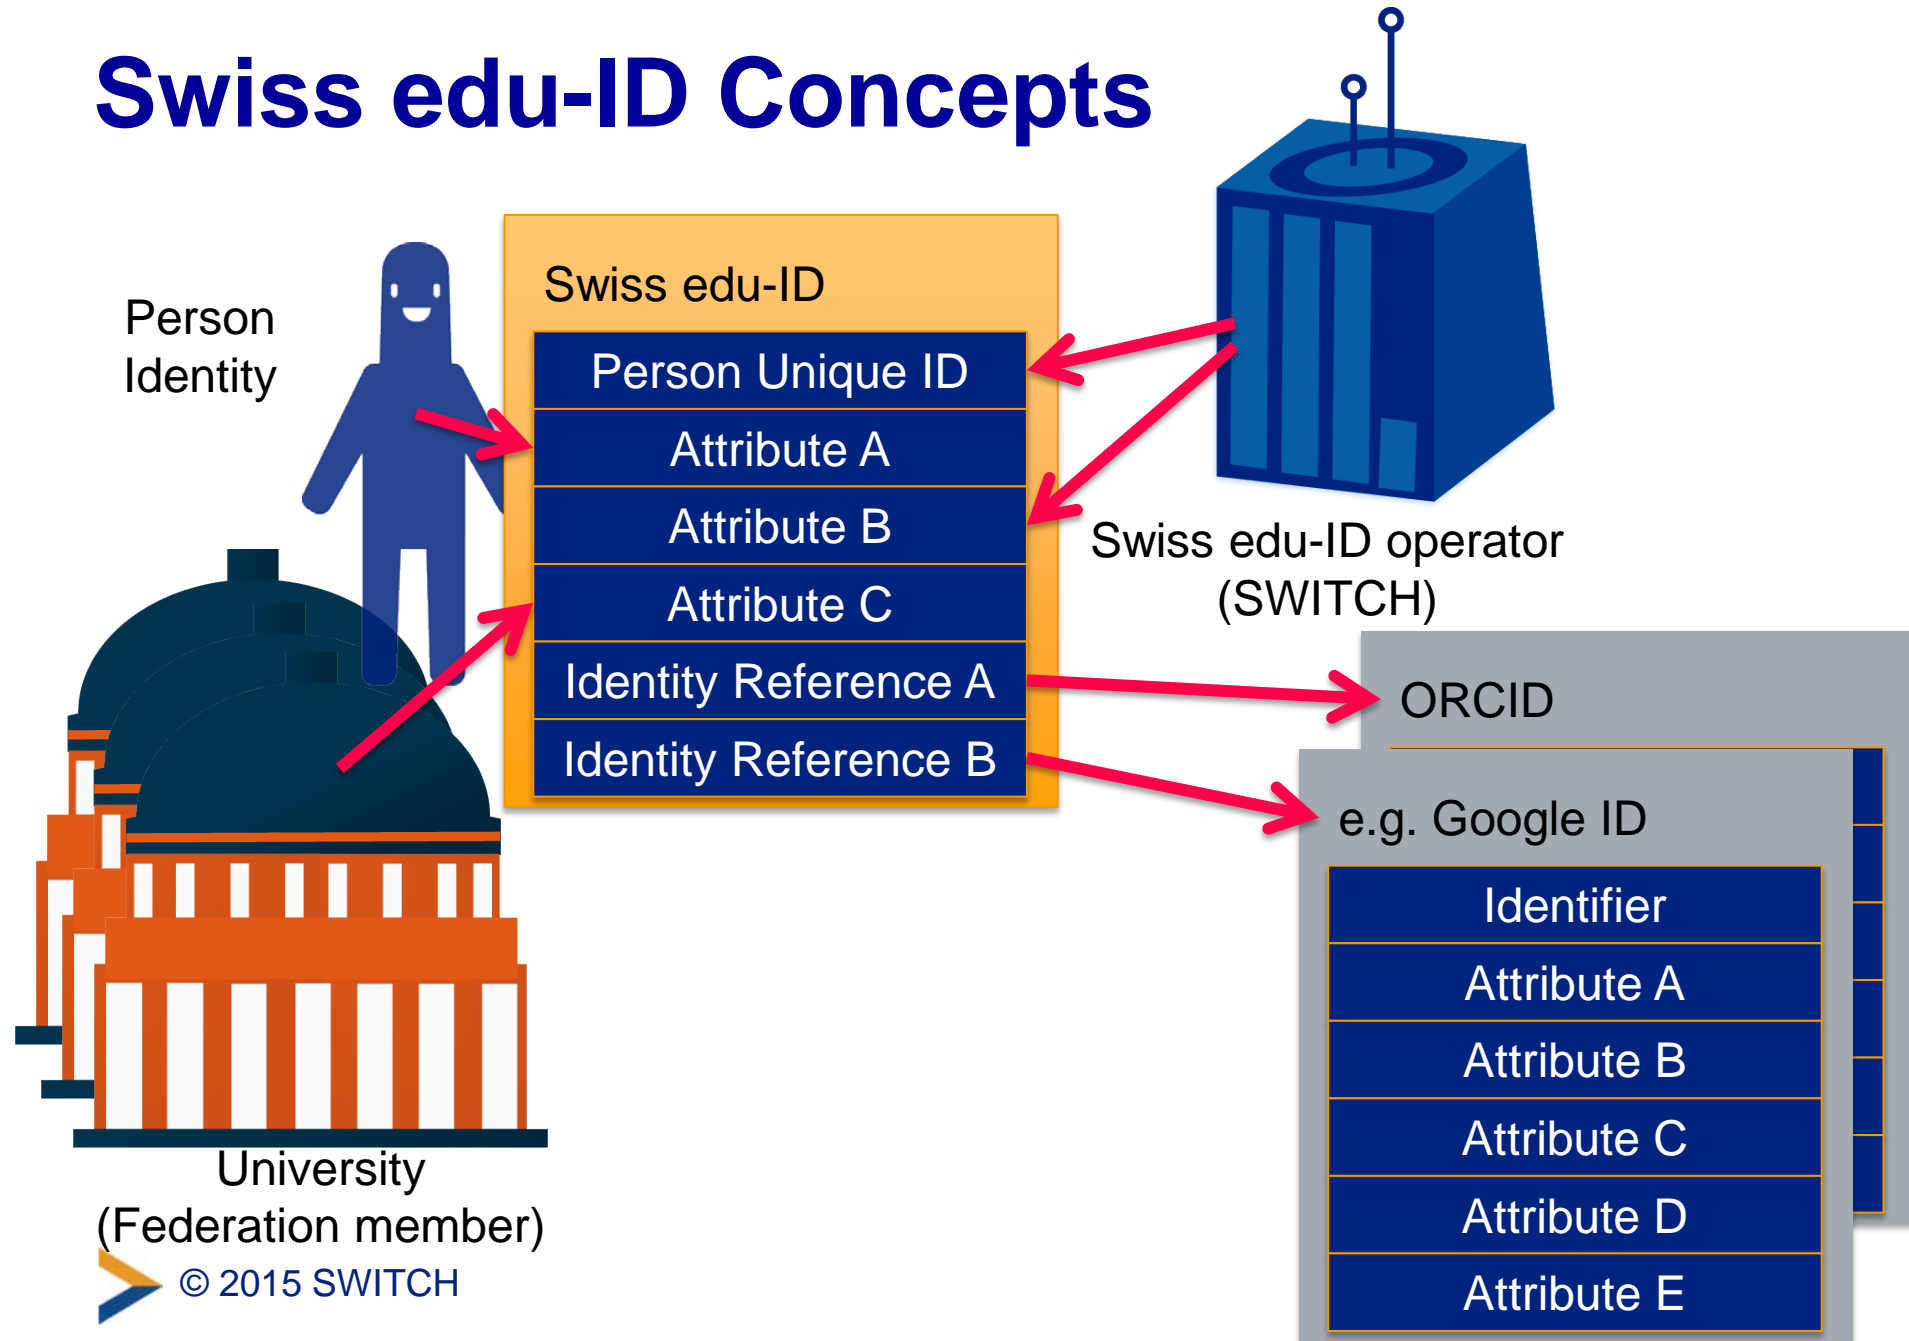 Swiss edu-ID Concepts
Person
Identity
Swiss edu-ID
Person Unique ID
Attribute A
Attribute B
Attribute C
Identity Reference A
Identity Reference B
Swiss edu-ID operator
(SWITCH)
ORCID
e.g. Google ID
Identifier
Attribute A
Attribute B
Attribute C
Attribute D
Attribute E
University
(Federation member)
© 2015 SWITCH